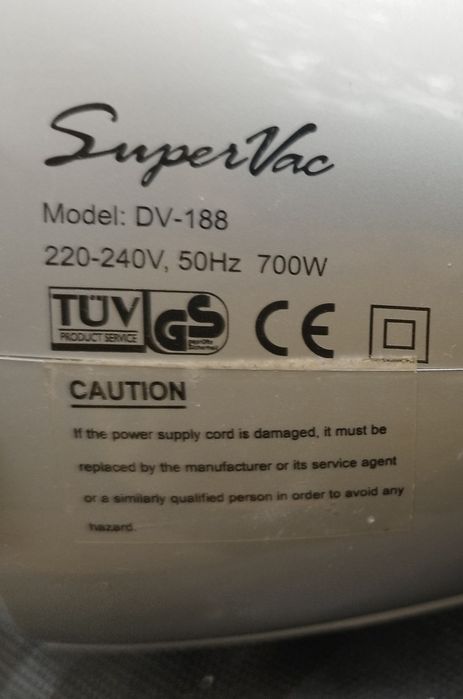 SuperVac
Model: DV-188
220-240V, 50Hz 700W
TÜV
PRODUCT SERVICE
GS
geprüfte
Sicherheit
CE
CAUTION
If the power supply cord is damaged, it must be
replaced by the manufacturer or its service agent
or a similarly qualified person in order to avoid any
hazard.